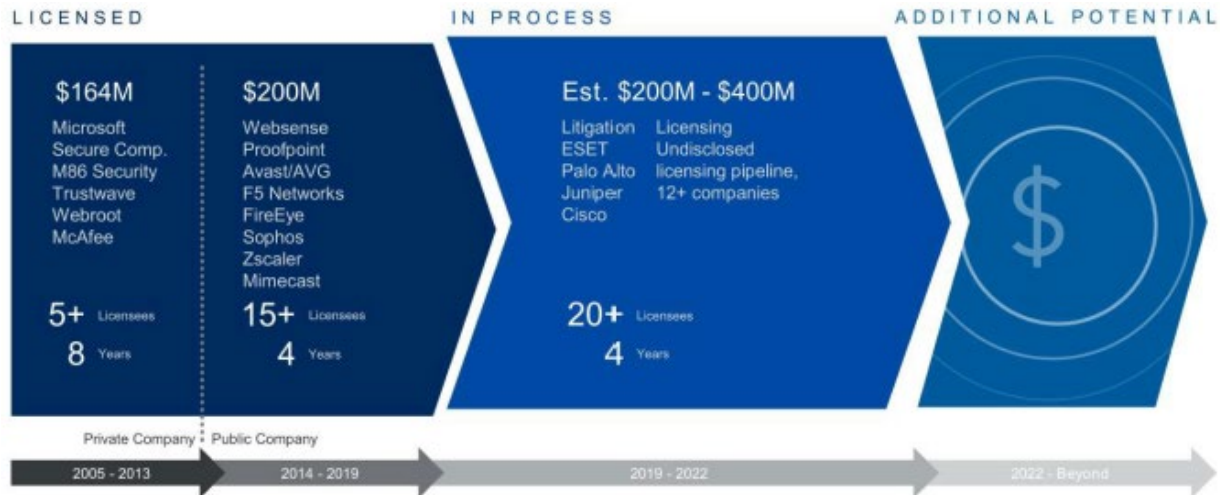 LICENSED
IN PROCESS
ADDITIONAL POTENTIAL
$164M
Microsoft
Secure Comp.
M86 Security
Trustwave
Webroot
McAfee
5+ Licensees
8 Years
$200M
Websense
Proofpoint
Avast/AVG
F5 Networks
FireEye
Sophos
Zscaler
Mimecast
15+ Licensees
4 Years
Est. $200M - $400M
Litigation
ESET
Palo Alto
Juniper
Cisco
Licensing
Undisclosed
licensing pipeline,
12+ companies
20+ Licensees
4 Years
$
Private Company
Public Company
2005 - 2013
2014 - 2019
2019 - 2022
2022 - Beyond